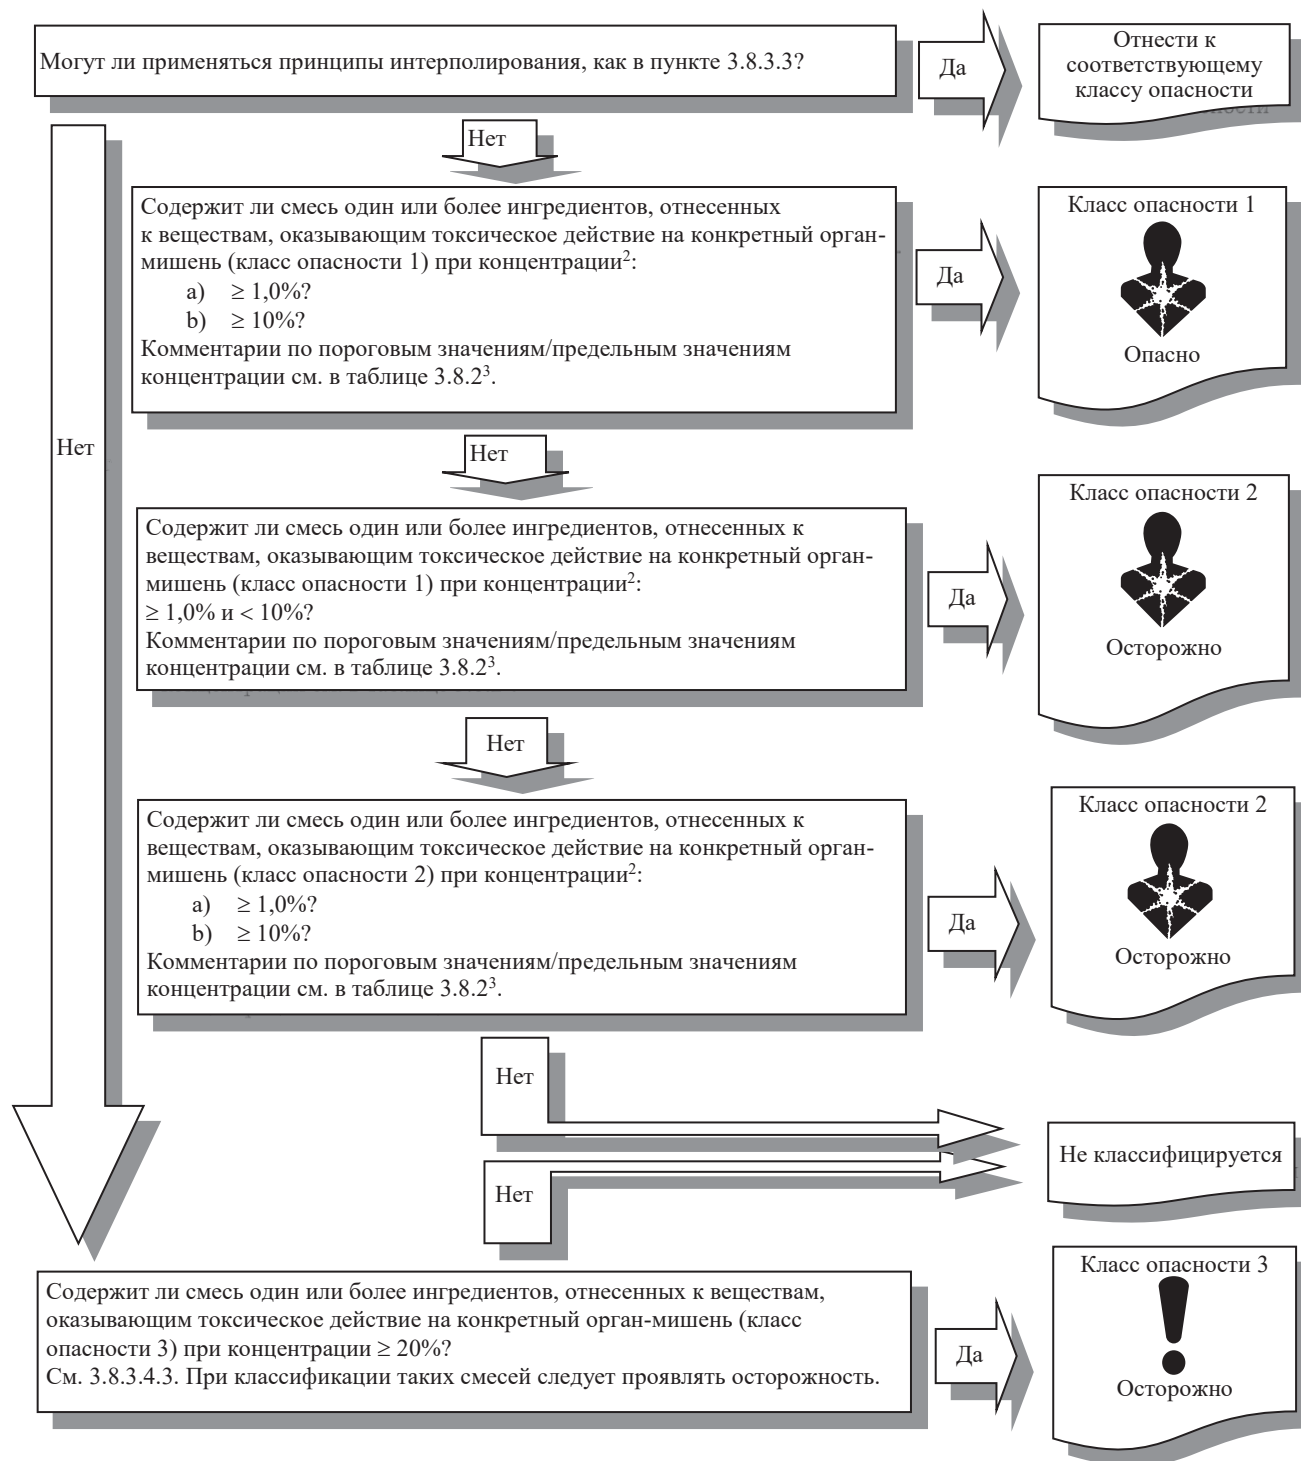 Могут ли применяться принципы интерполирования, как в пункте 3.8.3.3?
Да
Отнести к
соответствующему
классу опасности
Нет
Содержит ли смесь один или более ингредиентов, отнесенных
к веществам, оказывающим токсическое действие на конкретный орган-
мишень (класс опасности 1) при концентрации²:
a) ≥ 1,0%?
b) ≥ 10%?
Комментарии по пороговым значениям/предельным значениям
концентрации см. в таблице 3.8.2³.
Да
Класс опасности 1
Опасно
Нет
Нет
Содержит ли смесь один или более ингредиентов, отнесенных к
веществам, оказывающим токсическое действие на конкретный орган-
мишень (класс опасности 1) при концентрации²:
≥ 1,0% и < 10%?
Комментарии по пороговым значениям/предельным значениям
концентрации см. в таблице 3.8.2³.
Да
Класс опасности 2
Осторожно
Нет
Содержит ли смесь один или более ингредиентов, отнесенных к
веществам, оказывающим токсическое действие на конкретный орган-
мишень (класс опасности 2) при концентрации²:
a) ≥ 1,0%?
b) ≥ 10%?
Комментарии по пороговым значениям/предельным значениям
концентрации см. в таблице 3.8.2³.
Да
Класс опасности 2
Осторожно
Нет
Не классифицируется
Нет
Содержит ли смесь один или более ингредиентов, отнесенных к веществам,
оказывающим токсическое действие на конкретный орган-мишень (класс
опасности 3) при концентрации ≥ 20%?
См. 3.8.3.4.3. При классификации таких смесей следует проявлять осторожность.
Да
Класс опасности 3
Осторожно